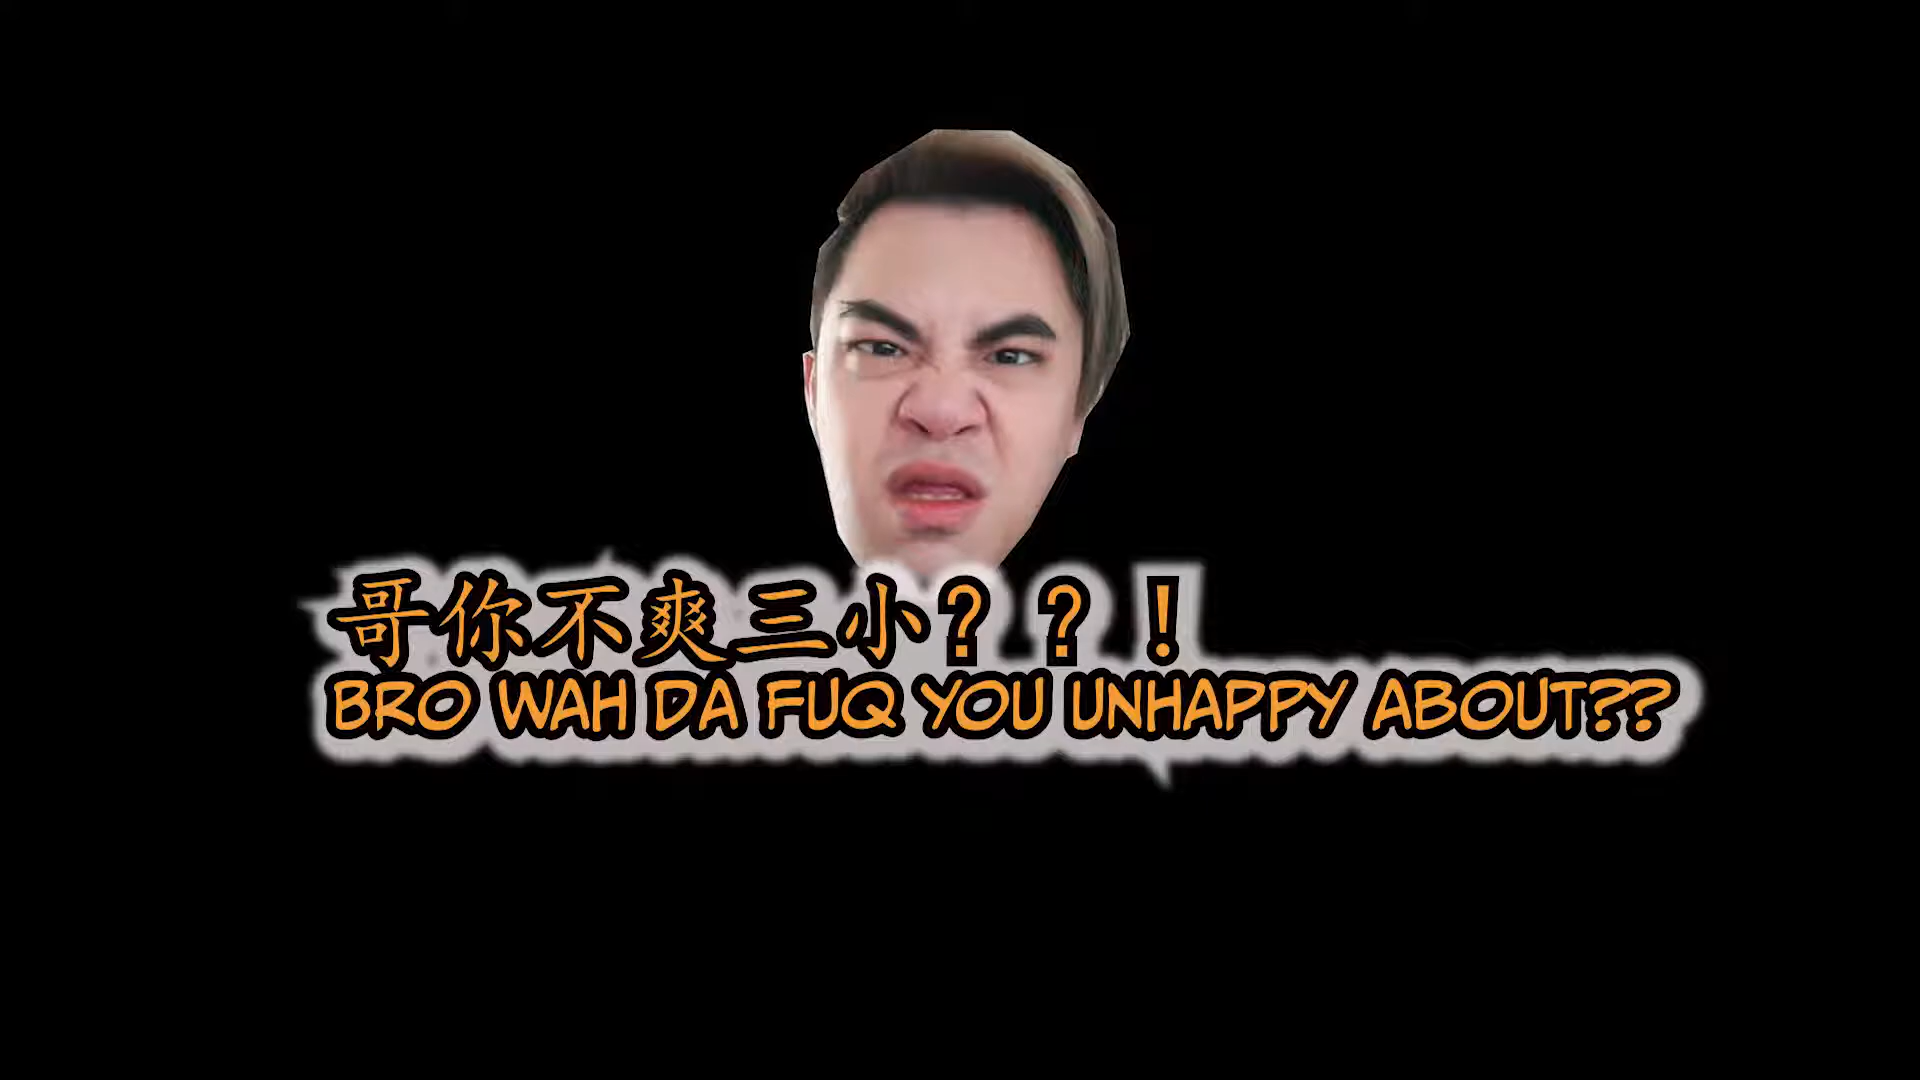 哥你不爽三小？？！
BRO WAH DA FUQ YOU UNHAPPY ABOUT??